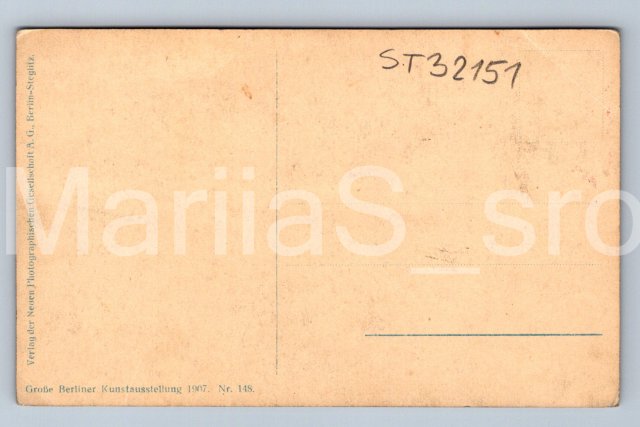 ST32151
Verlag der Neuen Photographischen Gesellschaft A. G., Berlin-Steglitz.
MariiaS_sro
Große Berliner Kunstausstellung 1907. Nr. 148.